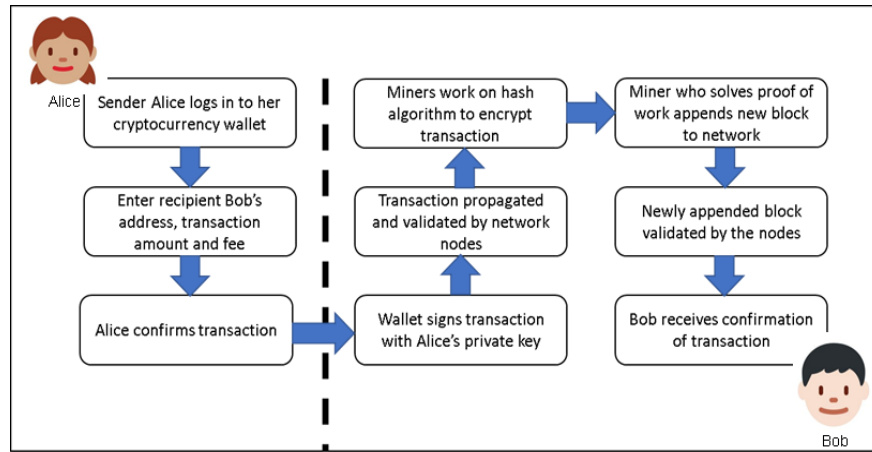 Alice
Sender Alice logs in to her
cryptocurrency wallet
Enter recipient Bob's
address, transaction
amount and fee
Alice confirms transaction
Wallet signs transaction
with Alice's private key
Transaction propagated
and validated by network
nodes
Miners work on hash
algorithm to encrypt
transaction
Miner who solves proof of
work appends new block
to network
Newly appended block
validated by the nodes
Bob receives confirmation
of transaction
Bob